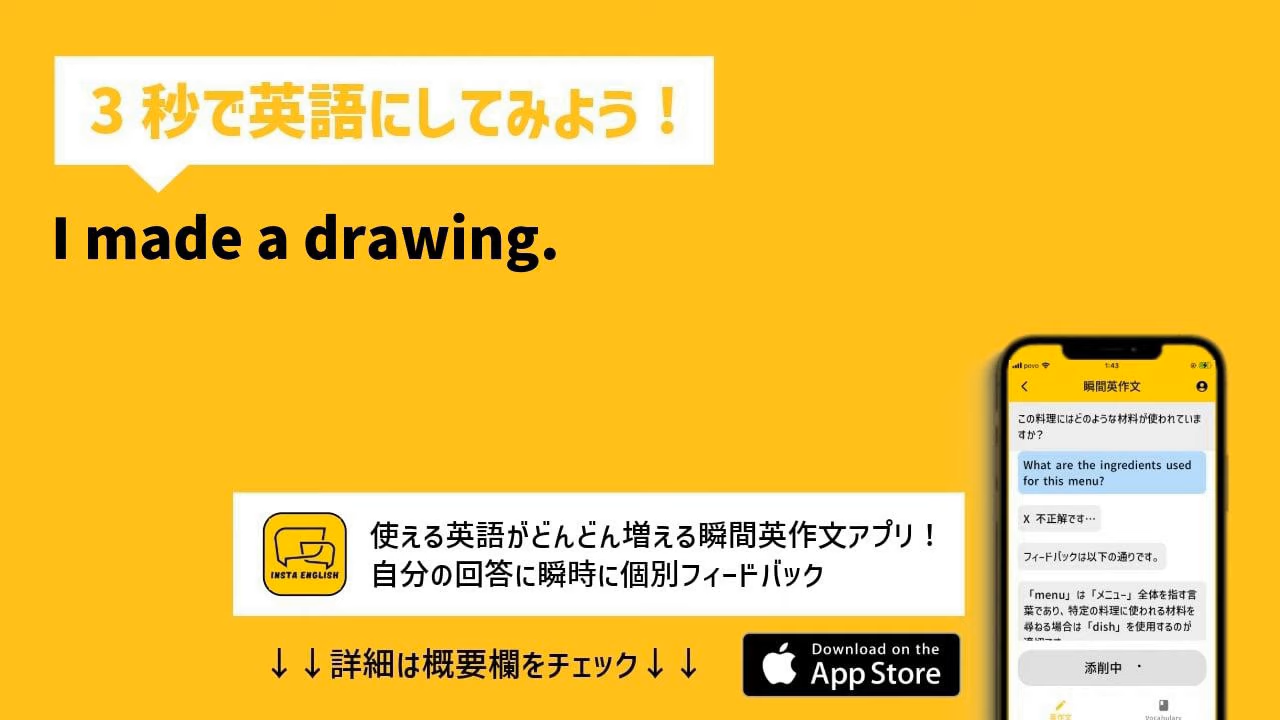 3 秒で英語にしてみよう！
I made a drawing.
povo 1:43
瞬間英作文
この料理にはどのような材料が使われていま
すか？
What are the ingredients used
for this menu?
X 不正解です…
フィードバックは以下の通りです。
「menu」は「メニュー」全体を指す言
葉であり、特定の料理に使われる材料を
尋ねる場合は「dish」を使用するのが
添削中
英作文 Vocabulary
INSTA ENGLISH
使える英語がどんどん増える瞬間英作文アプリ！
自分の回答に瞬時に個別フィードバック
↓↓詳細は概要欄をチェック↓↓
Download on the
App Store